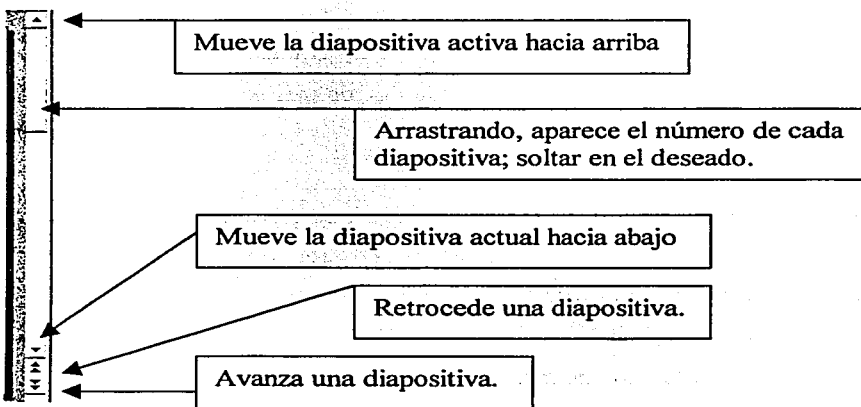 Mueve la diapositiva activa hacia arriba
Arrastrando, aparece el número de cada
diapositiva; soltar en el deseado.
Mueve la diapositiva actual hacia abajo
Retrocede una diapositiva.
Avanza una diapositiva.